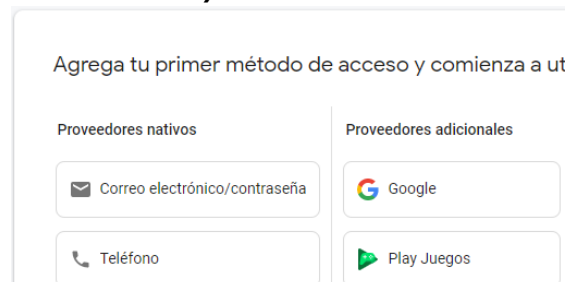 Agrega tu primer método de acceso y comienza a ut
Proveedores nativos
Proveedores adicionales
Correo electrónico/contraseña
Google
Teléfono
Play Juegos